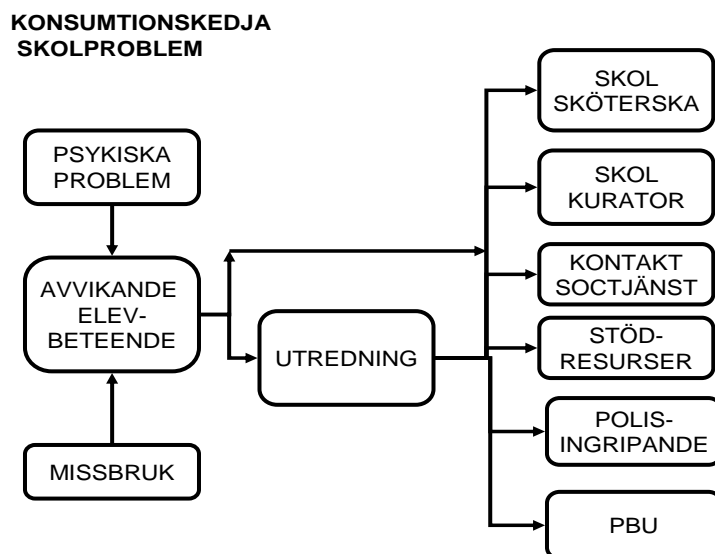 KONSUMTIONSKEDJA
SKOLPROBLEM
PSYKISKA
PROBLEM
AVVIKANDE
ELEV-
BETEENDE
MISSBRUK
UTREDNING
SKOL
SKÖTERSKA
SKOL
KURATOR
KONTAKT
SOCTJÄNST
STÖD-
RESURSER
POLIS-
INGRIPANDE
PBU